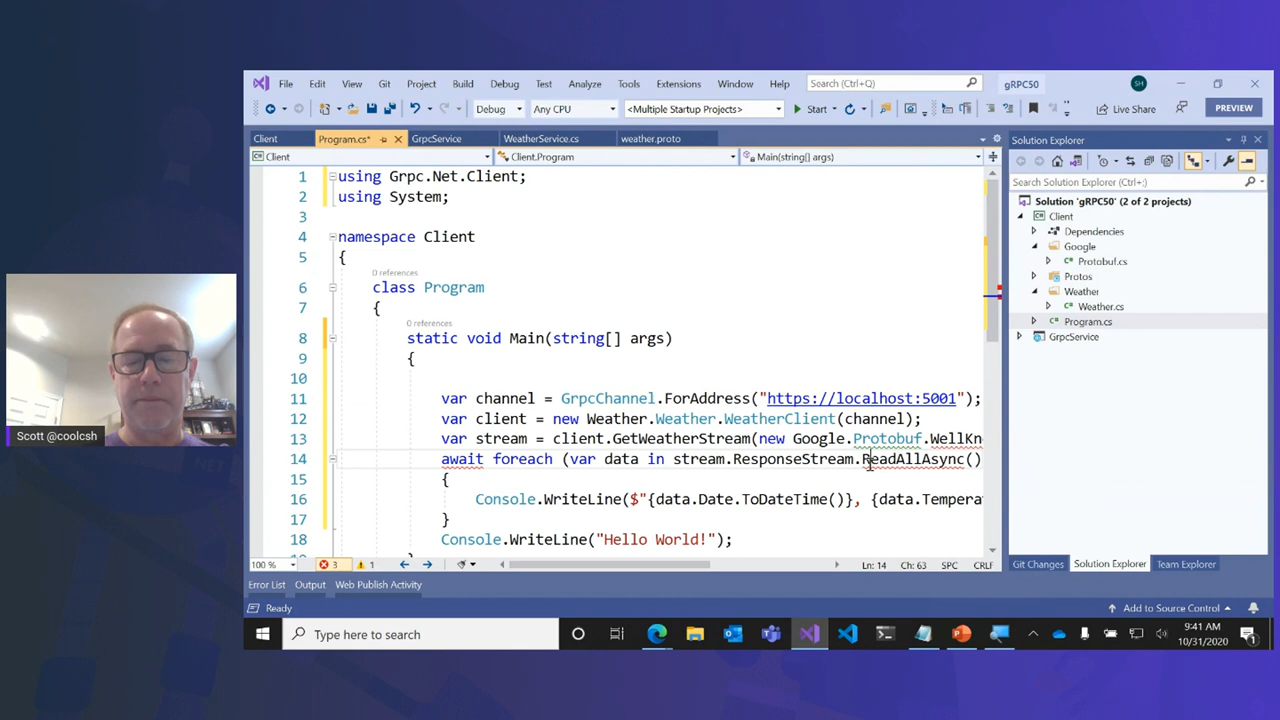 File Edit View Git Project Build Debug Test Analyze Tools Extensions Window Help Search (Ctrl+Q) gRPC50 SH
Debug Any CPU <Multiple Startup Projects> Start Live Share PREVIEW
Client Program.cs* GrpcService WeatherService.cs weather.proto
Client Client.Program Main(string[] args)
1 using Grpc.Net.Client;
2 using System;
3
4 namespace Client
5 {
0 references
6 class Program
7 {
0 references
8 static void Main(string[] args)
9 {
10
11 var channel = GrpcChannel.ForAddress("https://localhost:5001");
12 var client = new Weather.Weather.WeatherClient(channel);
13 var stream = client.GetWeatherStream(new Google.Protobuf.WellKn
14 await foreach (var data in stream.ResponseStream.ReadAllAsync()
15 {
16 Console.WriteLine($"{data.Date.ToDateTime()}, {data.Tempera
17 }
18 Console.WriteLine("Hello World!");
100 % 3 1 Ln: 14 Ch: 63 SPC CRLF
Error List Output Web Publish Activity
Ready Add to Source Control
Solution Explorer
Search Solution Explorer (Ctrl+;)
Solution 'gRPC50' (2 of 2 projects)
Client
Dependencies
Google
Protobuf.cs
Protos
Weather
Weather.cs
Program.cs
GrpcService
Git Changes Solution Explorer Team Explorer
Type here to search
9:41 AM
10/31/2020
1
Scott @coolcsh